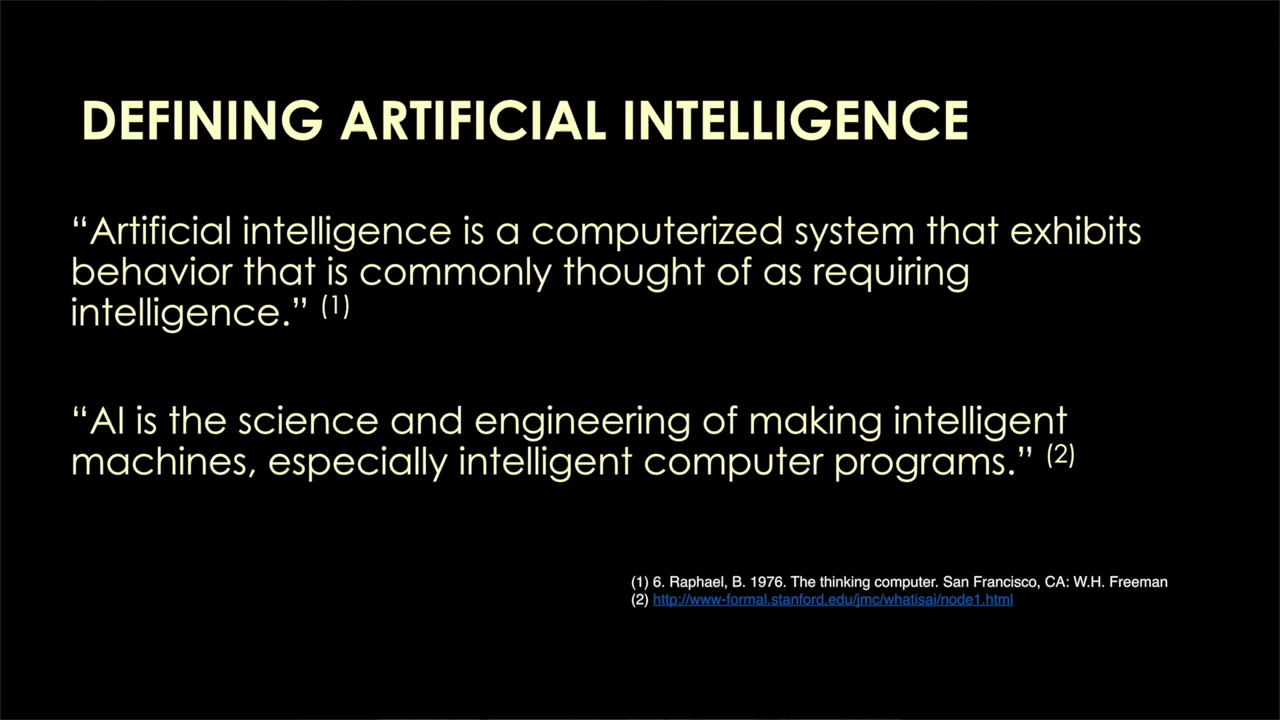 DEFINING ARTIFICIAL INTELLIGENCE
“Artificial intelligence is a computerized system that exhibits
behavior that is commonly thought of as requiring
intelligence.” (1)
“AI is the science and engineering of making intelligent
machines, especially intelligent computer programs.” (2)
(1) 6. Raphael, B. 1976. The thinking computer. San Francisco, CA: W.H. Freeman
(2) http://www-formal.stanford.edu/jmc/whatisai/node1.html